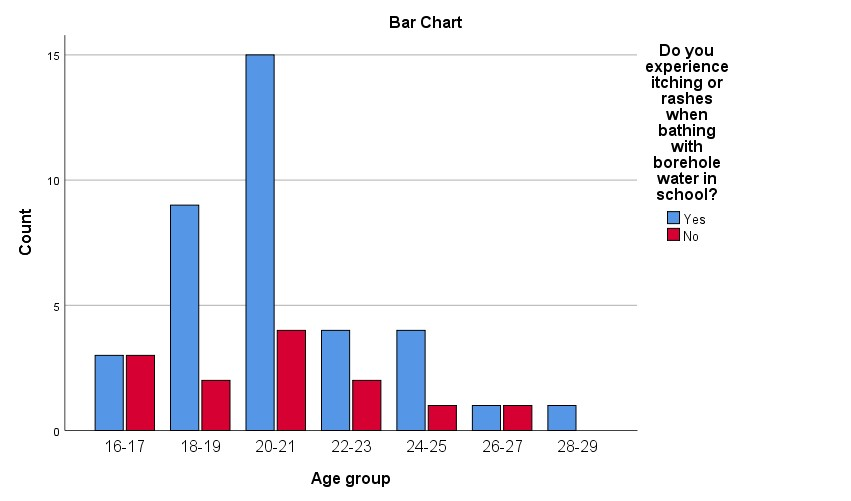 Bar Chart
15
10
5
0
Count
16-17 18-19 20-21 22-23 24-25 26-27 28-29
Age group
Do you
experience
itching or
rashes
when
bathing
with
borehole
water in
school?
Yes
No